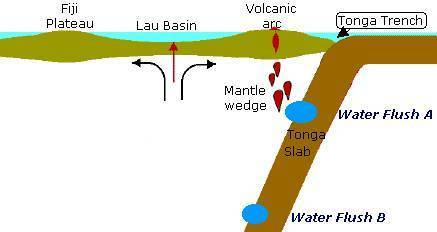 Fiji
Plateau
Lau Basin
Volcanic
arc
Tonga Trench
Mantle
wedge
Water Flush A
Tonga
Slab
Water Flush B